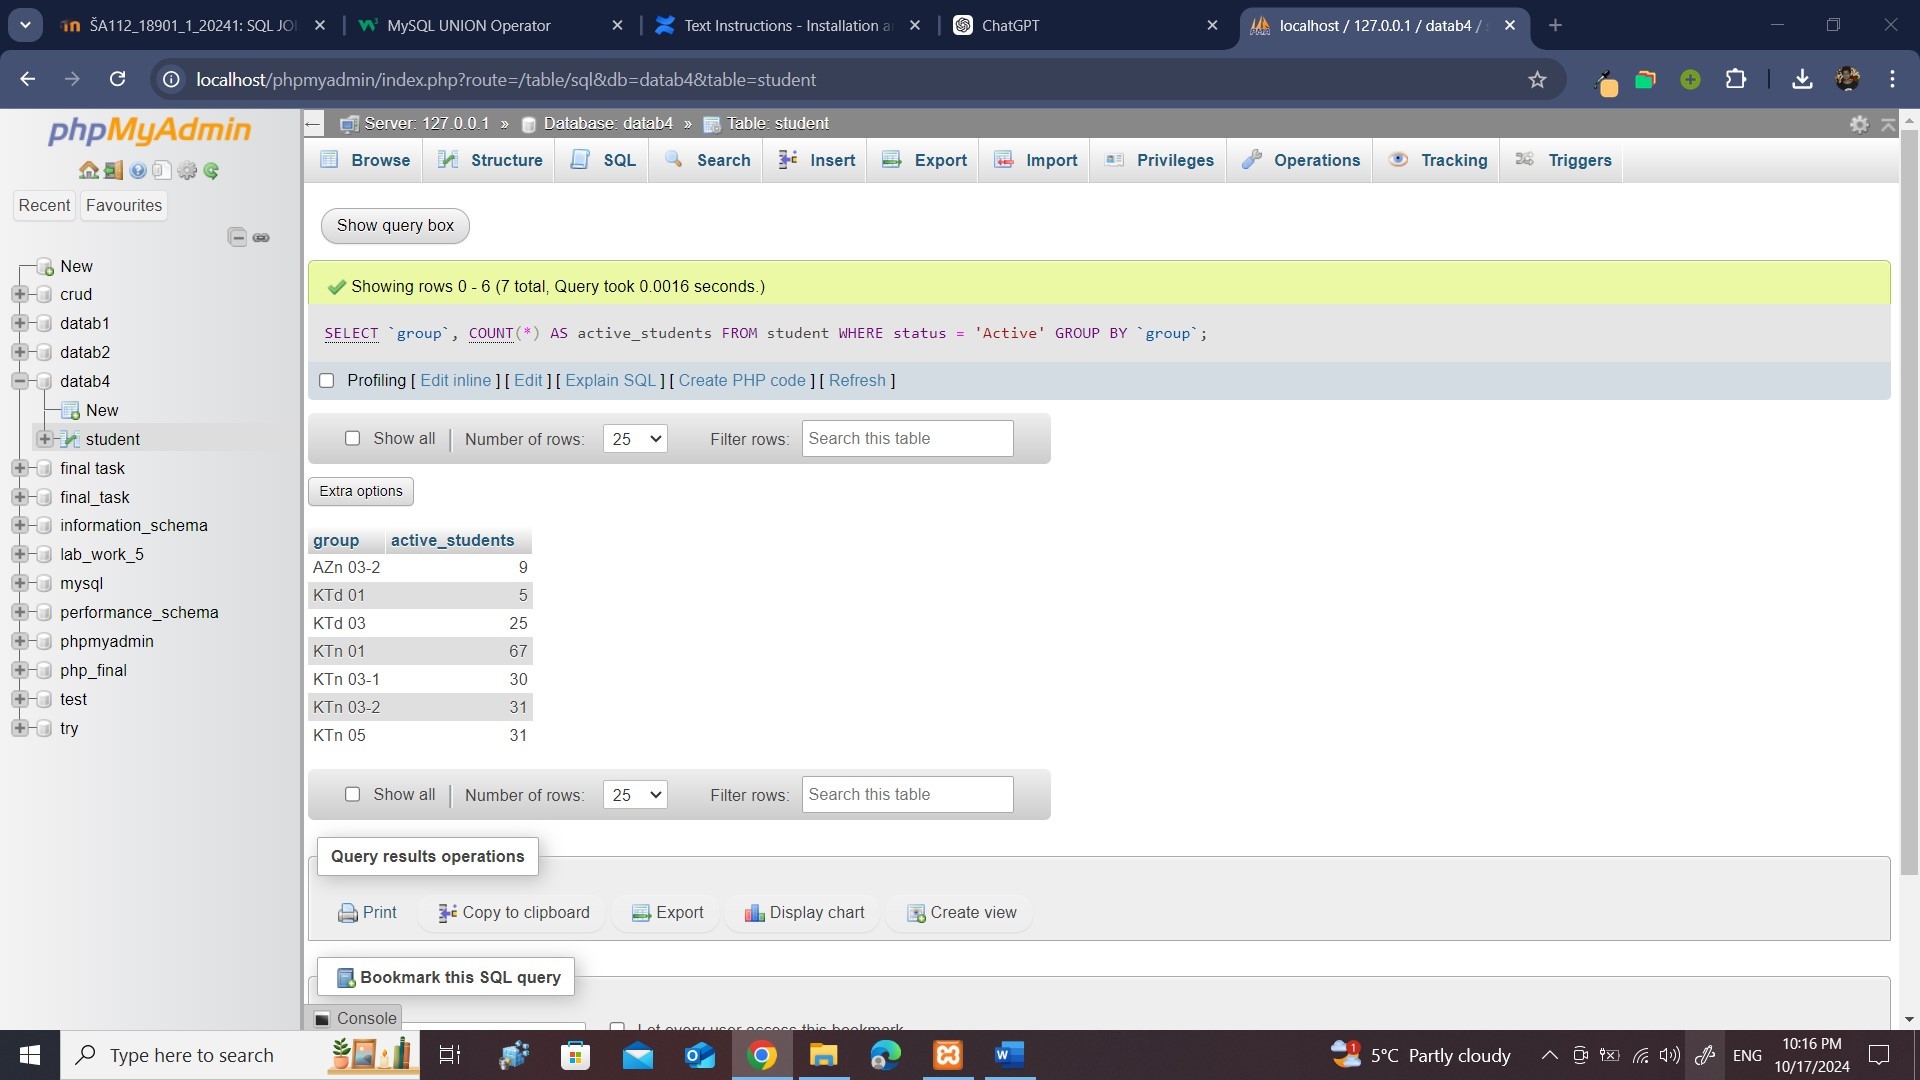 ŠA112_18901_1_20241: SQL JOI
MySQL UNION Operator
Text Instructions - Installation a
ChatGPT
localhost / 127.0.0.1 / datab4 /
localhost/phpmyadmin/index.php?route=/table/sql&db=datab4&table=student
phpMyAdmin
Recent
Favourites
New
crud
datab1
datab2
datab4
New
student
final task
final_task
information_schema
lab_work_5
mysql
performance_schema
phpmyadmin
php_final
test
try
Server: 127.0.0.1 » Database: datab4 » Table: student
Browse Structure SQL Search Insert Export Import Privileges Operations Tracking Triggers
Show query box
Showing rows 0 - 6 (7 total, Query took 0.0016 seconds.)
SELECT `group`, COUNT(*) AS active_students FROM student WHERE status = 'Active' GROUP BY `group`;
Profiling [ Edit inline ] [ Edit ] [ Explain SQL ] [ Create PHP code ] [ Refresh ]
Show all | Number of rows: 25 Filter rows: Search this table
Extra options
group active_students
AZn 03-2 9
KTd 01 5
KTd 03 25
KTn 01 67
KTn 03-1 30
KTn 03-2 31
KTn 05 31
Show all | Number of rows: 25 Filter rows: Search this table
Query results operations
Print Copy to clipboard Export Display chart Create view
Bookmark this SQL query
Console
Let every user access this bookmark
Type here to search
1
5°C Partly cloudy
ENG
10:16 PM
10/17/2024